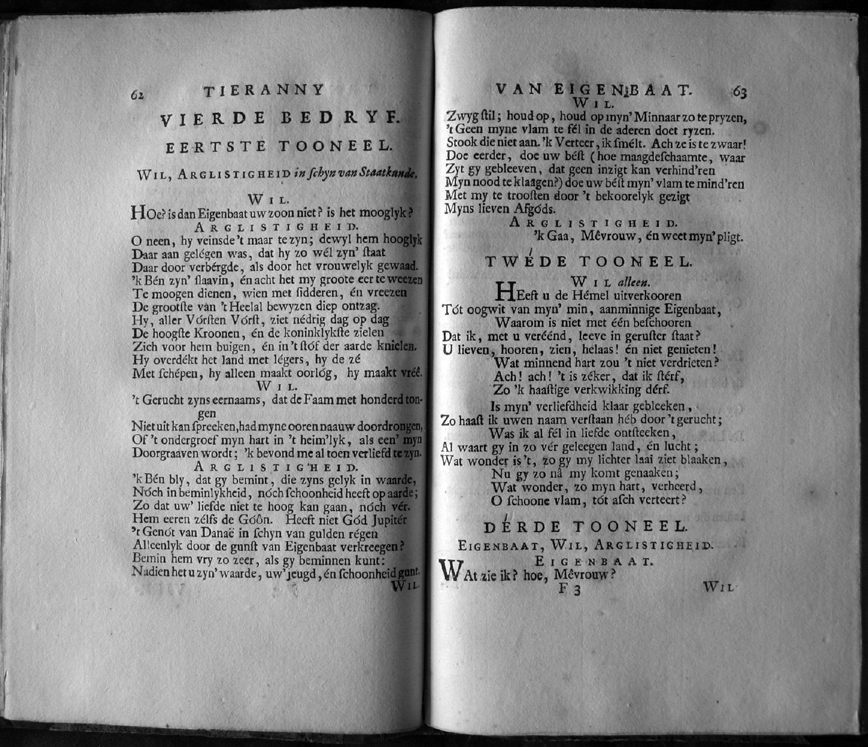 62 TIERANNY
VIERDE BEDRYF.
EERTSTE TOONEEL.
WIL, ARGLISTIGHEID in ſchyn van Staatkunde.
WIL.
HOe? is dan Eigenbaat uw zoon niet? is het mooglyk?
ARGLISTIGHEID.
O neen, hy veinsde 't maar te zyn; dewyl hem hooglyk
Daar aan gelégen was, dat hy zo wél zyn' ſtaat
Daar door verbérgde, als door het vrouwelyk gewaad.
'k Bén zyn' ſlaavin, én acht het my groote eer te weezen
Te moogen dienen, wien met ſidderen, én vreezen
De grootſte van 't Heelal bewyzen diep ontzag.
Hy, aller Vórſten Vórſt, ziet nédrig dag op dag
De hoogſte Kroonen, én de koninklykſte zielen
Zich voor hem buigen, én in 't ſtóf der aarde knielen.
Hy overdékt het land met légers, hy de zé
Met ſchépen, hy alleen maakt oorlóg, hy maakt vréê.
WIL.
't Gerucht zyns eernaams, dat de Faam met honderd ton-
gen
Niet uit kan ſpreeken, had myne ooren naauw doordrongen,
Of 't ondergroef myn hart in 't heim'lyk, als een' myn
Doorgraaven wordt; 'k bevond me al toen verliefd te zyn.
ARGLISTIGHEID.
'k Bén bly, dat gy bemint, die zyns gelyk in waarde,
Nóch in beminlykheid, nóch ſchoonheid heeft op aarde;
Zo dat uw' liefde niet te hoog kan gaan, nóch vér.
Hem eeren zélfs de Góôn. Heeft niet Gód Jupitér
't Genót van Danaë in ſchyn van gulden régen
Alleenlyk door de gunſt van Eigenbaat verkreegen?
Bemin hem vry zo zeer, als gy beminnen kunt:
Nadien het u zyn' waarde, uw' jeugd, én ſchoonheid gunt.
WIL
VAN EIGENBAAT. 63
WIL.
Zwyg ſtil; houd op, houd op myn' Minnaar zo te pryzen,
't Geen myne vlam te fél in de aderen doet ryzen.
Stook die niet aan. 'k Verteer, ik ſmélt. Ach ze is te zwaar!
Doe eerder, doe uw béſt (hoe maagdeſchaamte, waar
Zyt gy gebleeven, dat geen inzigt kan verhind'ren
Myn nood te klaagen?) doe uw béſt myn' vlam te mind'ren
Met my te trooſten door 't bekoorelyk gezigt
Myns lieven Afgóds.
ARGLISTIGHEID.
'k Gaa, Mêvrouw, én weet myn' pligt.
TWÉDE TOONEEL.
WIL alleen.
HEeft u de Hémel uitverkooren
Tót oogwit van myn' min, aanminnige Eigenbaat,
Waarom is niet met één beſchooren
Dat ik, met u veréénd, leeve in geruſter ſtaat?
U lieven, hooren, zien, helaas! én niet genieten!
Wat minnend hart zou 't niet verdrieten?
Ach! ach! 't is zéker, dat ik ſtérf,
Zo 'k haaſtige verkwikking dérf.
Is myn' verliefdheid klaar gebleeken,
Zo haaſt ik uwen naam verſtaan héb door 't gerucht;
Was ik al fél in liefde ontſteeken,
Al waart gy in zo vér geleegen land, én lucht;
Wat wonder is 't, zo gy my lichter laai ziet blaaken,
Nu gy zo nâ my komt genaaken;
Wat wonder, zo myn hart, verheerd,
O ſchoone vlam, tót aſch verteert?
DÉRDE TOONEEL.
EIGENBAAT, WIL, ARGLISTIGHEID.
EIGENBAAT.
WAt zie ik? hoe, Mêvrouw?
F 3 WIL